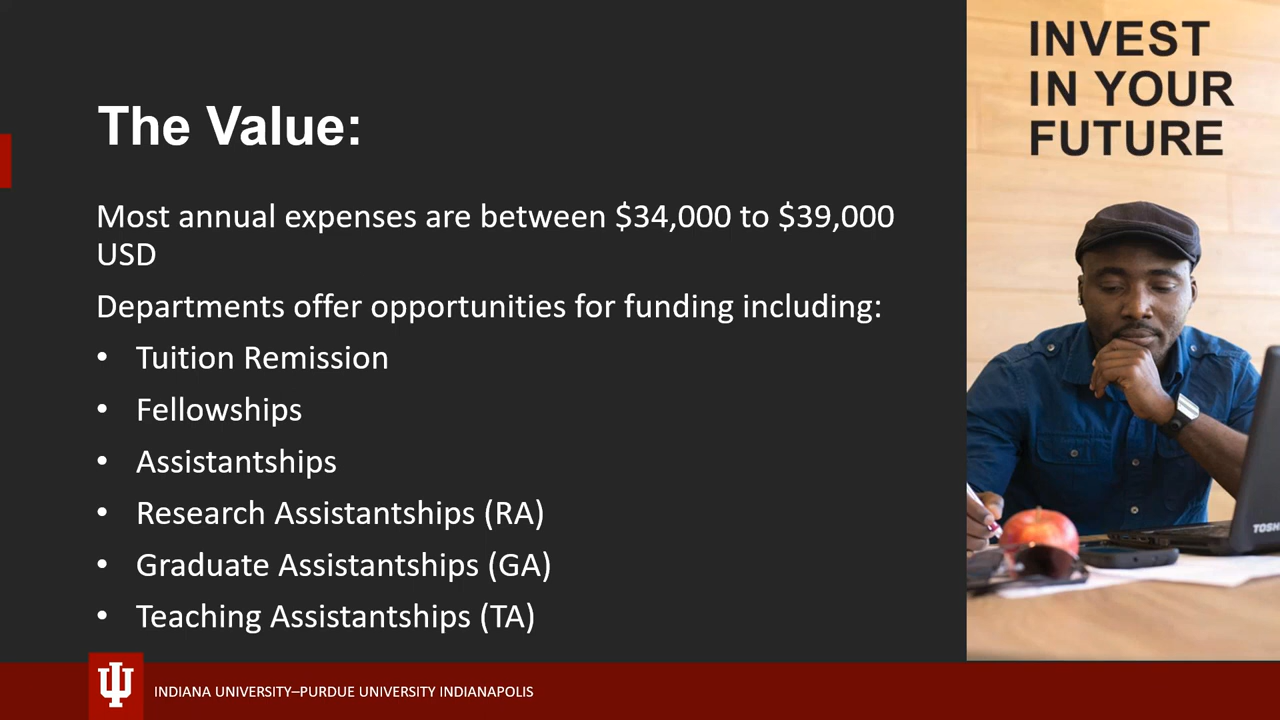 The Value:
Most annual expenses are between $34,000 to $39,000
USD
Departments offer opportunities for funding including:
• Tuition Remission
• Fellowships
• Assistantships
• Research Assistantships (RA)
• Graduate Assistantships (GA)
• Teaching Assistantships (TA)
INVEST
IN YOUR
FUTURE
TOSH
INDIANA UNIVERSITY–PURDUE UNIVERSITY INDIANAPOLIS